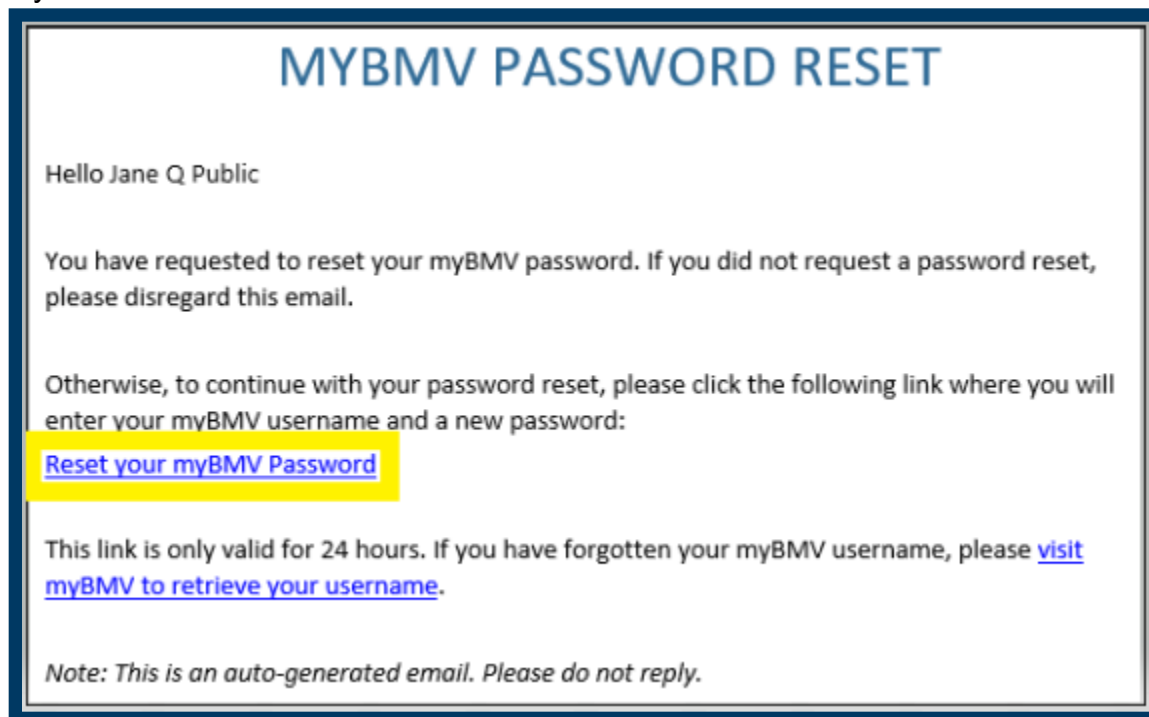 MYBMV PASSWORD RESET
Hello Jane Q Public
You have requested to reset your myBMV password. If you did not request a password reset,
please disregard this email.
Otherwise, to continue with your password reset, please click the following link where you will
enter your myBMV username and a new password:
Reset your myBMV Password
This link is only valid for 24 hours. If you have forgotten your myBMV username, please visit
myBMV to retrieve your username.
Note: This is an auto-generated email. Please do not reply.